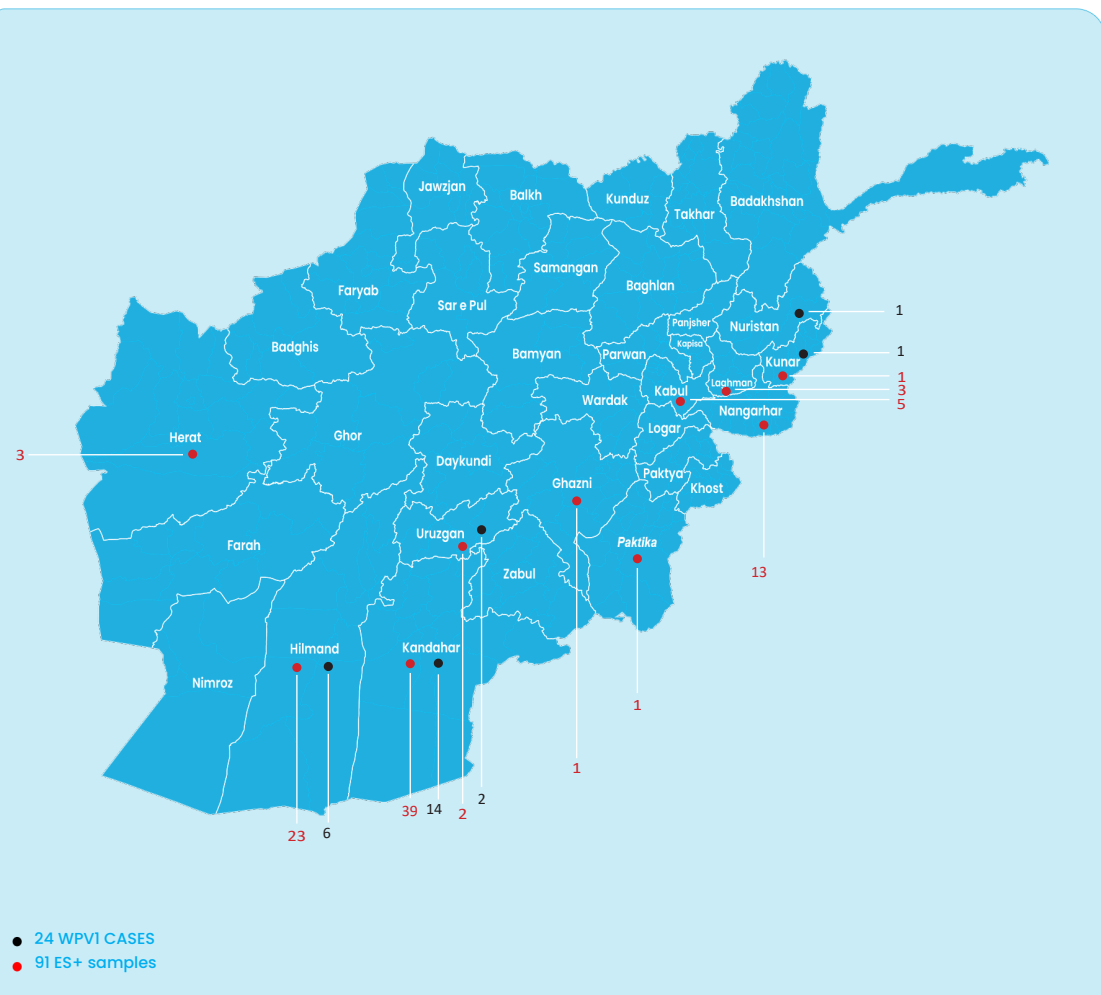 Jawzjan
Balkh
Kunduz
Takhar
Badakhshan
Samangan
Baghlan
Faryab
Sar e Pul
Panjsher
Nuristan
1
Kapisa
Badghis
Bamyan
Parwan
Kunar
1
1
Laghman
3
Kabul
5
Wardak
Nangarhar
Logar
Herat
3
Ghor
Daykundi
Paktya
Khost
Ghazni
Uruzgan
Paktika
Farah
Zabul
13
Hilmand
Kandahar
Nimroz
1
1
2
39
14
2
23
6
24 WPV1 CASES
91 ES+ samples